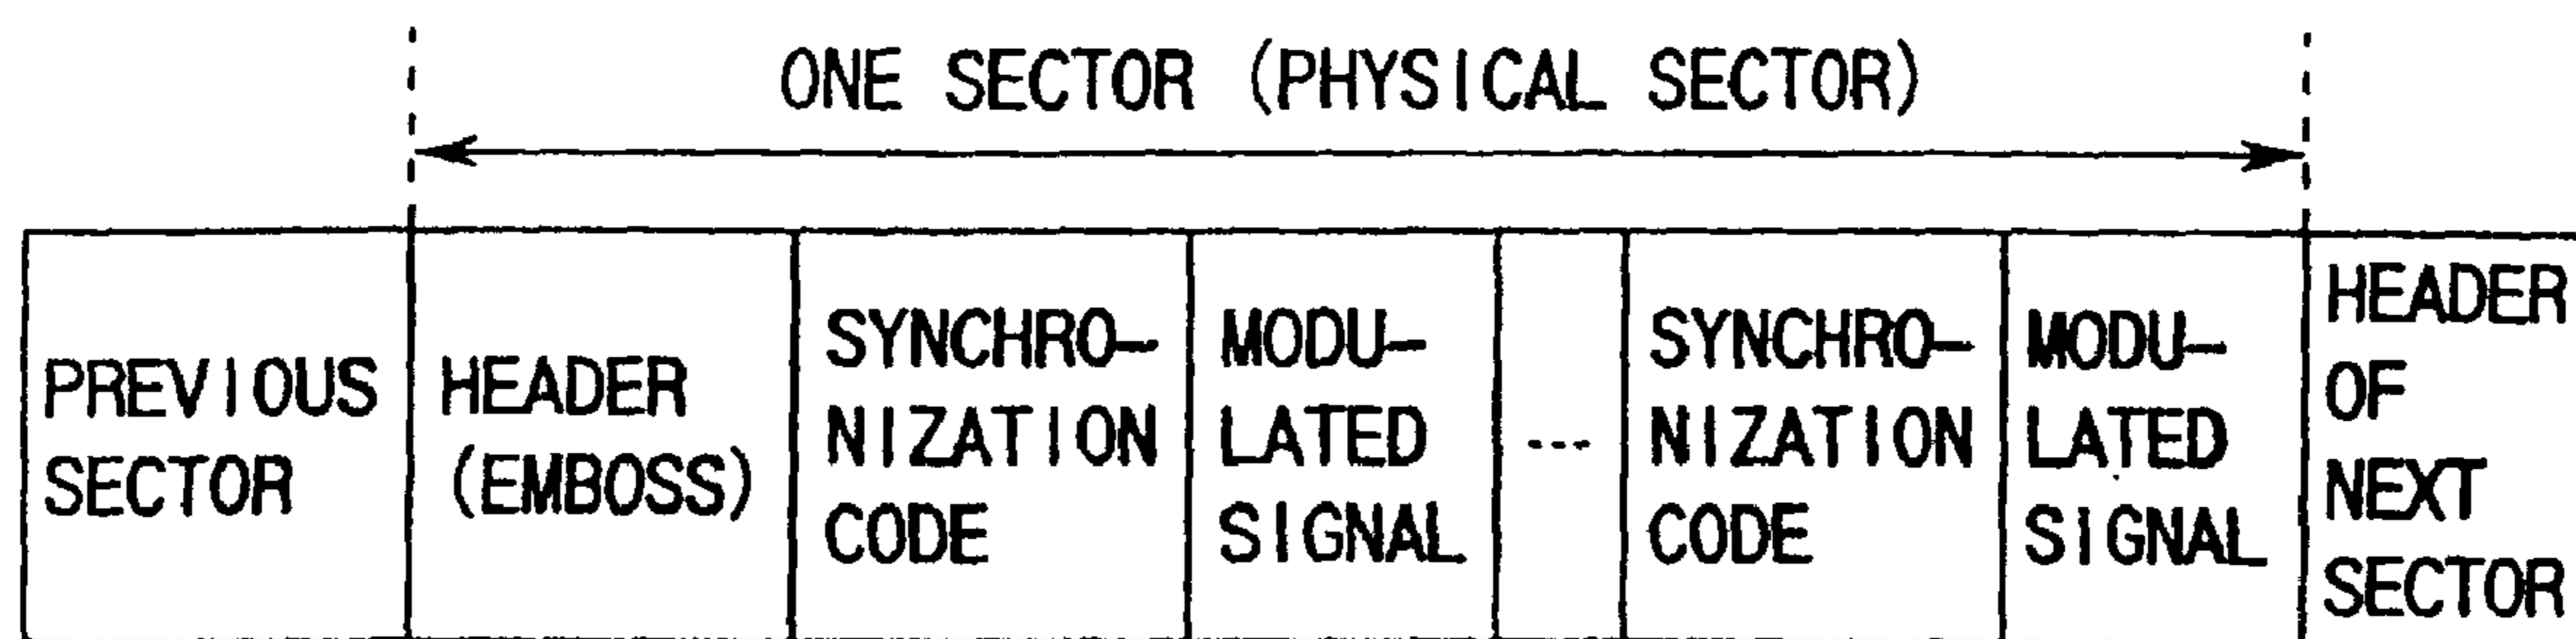 ONE SECTOR (PHYSICAL SECTOR)
PREVIOUS
SECTOR
HEADER
(EMBOSS)
SYNCHRO-
NIZATION
CODE
MODU-
LATED
SIGNAL
---
SYNCHRO-
NIZATION
CODE
MODU-
LATED
SIGNAL
HEADER
OF
NEXT
SECTOR